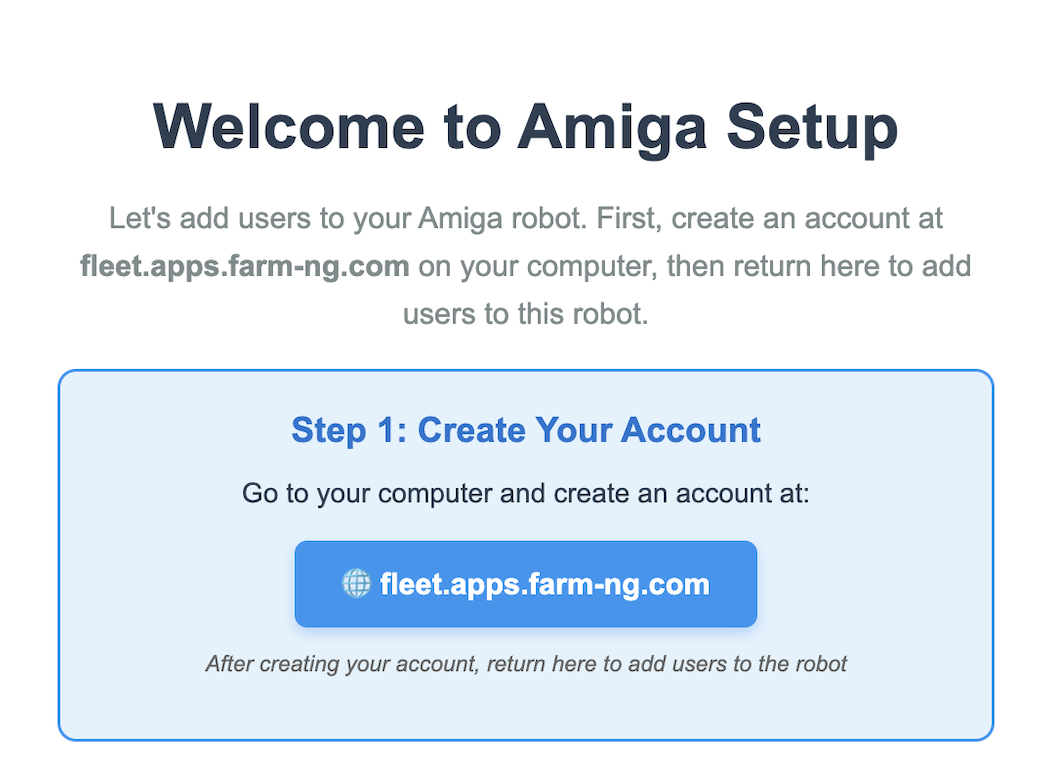 Welcome to Amiga Setup
Let's add users to your Amiga robot. First, create an account at
fleet.apps.farm-ng.com on your computer, then return here to add
users to this robot.
Step 1: Create Your Account
Go to your computer and create an account at:
fleet.apps.farm-ng.com
After creating your account, return here to add users to the robot